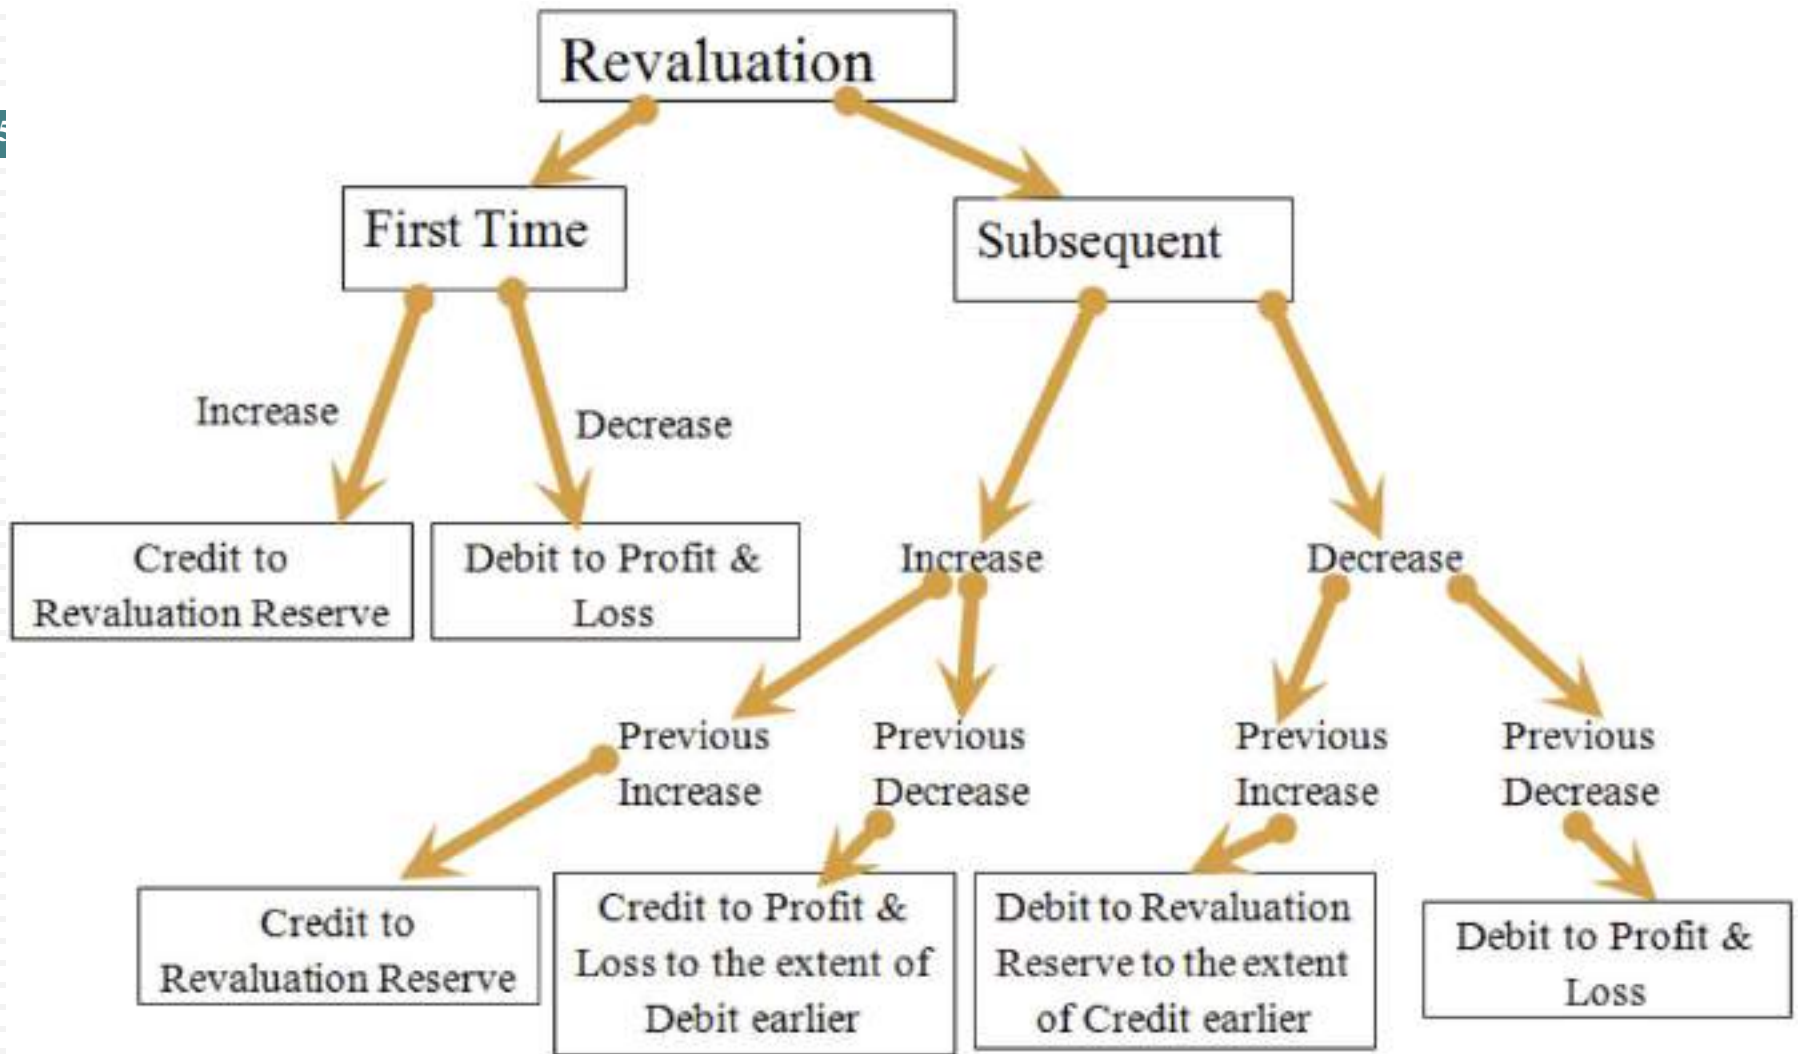 Revaluation
5
First Time
Subsequent
Increase
Decrease
Credit to
Revaluation Reserve
Debit to Profit &
Loss
Increase
Decrease
Previous
Increase
Previous
Decrease
Previous
Increase
Previous
Decrease
Credit to
Revaluation Reserve
Credit to Profit &
Loss to the extent of
Debit earlier
Debit to Revaluation
Reserve to the extent
of Credit earlier
Debit to Profit &
Loss